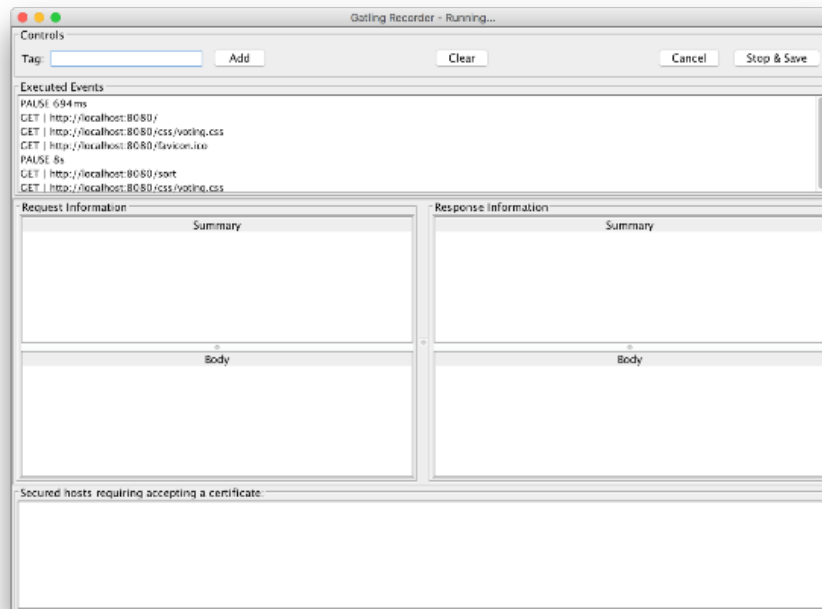 Gatling Recorder - Running...
Controls
Tag: Add Clear Cancel Stop & Save
Executed Events
PAUSE 694ms
GET | http://localhost:8080/
GET | http://localhost:8080/css/voting.css
GET | http://localhost:8080/favicon.ico
PAUSE 8s
GET | http://localhost:8080/sort
GET | http://localhost:8080/css/voting.css
Request Information Response Information
Summary Summary
Body Body
Secured hosts requiring accepting a certificate: